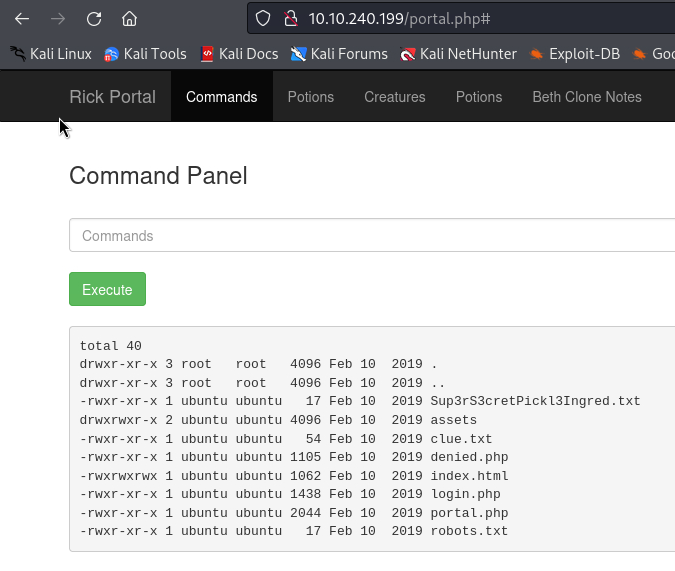 10.10.240.199/portal.php#
Kali Linux Kali Tools Kali Docs Kali Forums Kali NetHunter Exploit-DB
Rick Portal Commands Potions Creatures Potions Beth Clone Notes
Command Panel
Commands
Execute
total 40
drwxr-xr-x 3 root   root   4096 Feb 10  2019 .
drwxr-xr-x 3 root   root   4096 Feb 10  2019 ..
-rwxr-xr-x 1 ubuntu ubuntu   17 Feb 10  2019 Sup3rS3cretPickl3Ingred.txt
drwxrwxr-x 2 ubuntu ubuntu 4096 Feb 10  2019 assets
-rwxr-xr-x 1 ubuntu ubuntu   54 Feb 10  2019 clue.txt
-rwxr-xr-x 1 ubuntu ubuntu 1105 Feb 10  2019 denied.php
-rwxrwxrwx 1 ubuntu ubuntu 1062 Feb 10  2019 index.html
-rwxr-xr-x 1 ubuntu ubuntu 1438 Feb 10  2019 login.php
-rwxr-xr-x 1 ubuntu ubuntu 2044 Feb 10  2019 portal.php
-rwxr-xr-x 1 ubuntu ubuntu   17 Feb 10  2019 robots.txt